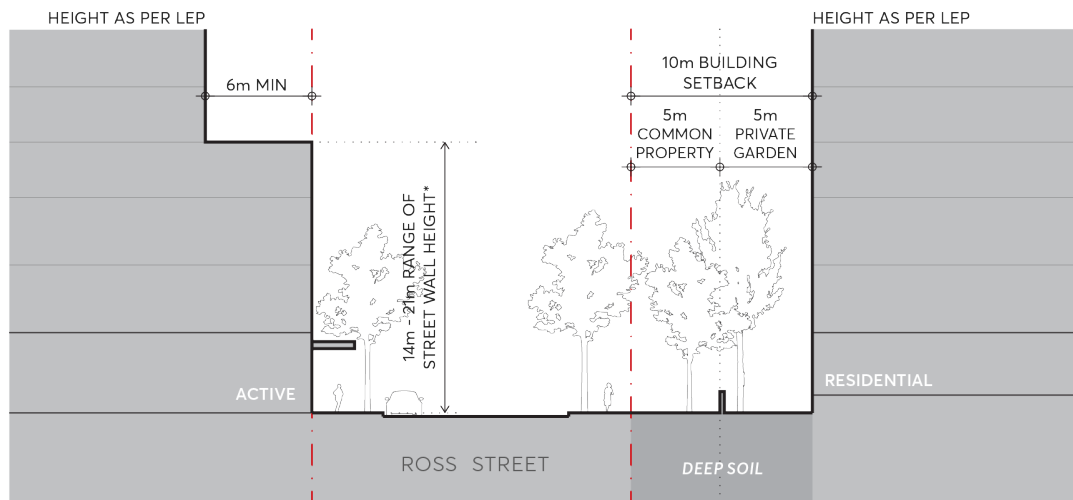 HEIGHT AS PER LEP
HEIGHT AS PER LEP
6m MIN
10m BUILDING
SETBACK
5m
COMMON
PROPERTY
5m
PRIVATE
GARDEN
14m - 21m RANGE OF
STREET WALL HEIGHT*
ACTIVE
RESIDENTIAL
ROSS STREET
DEEP SOIL